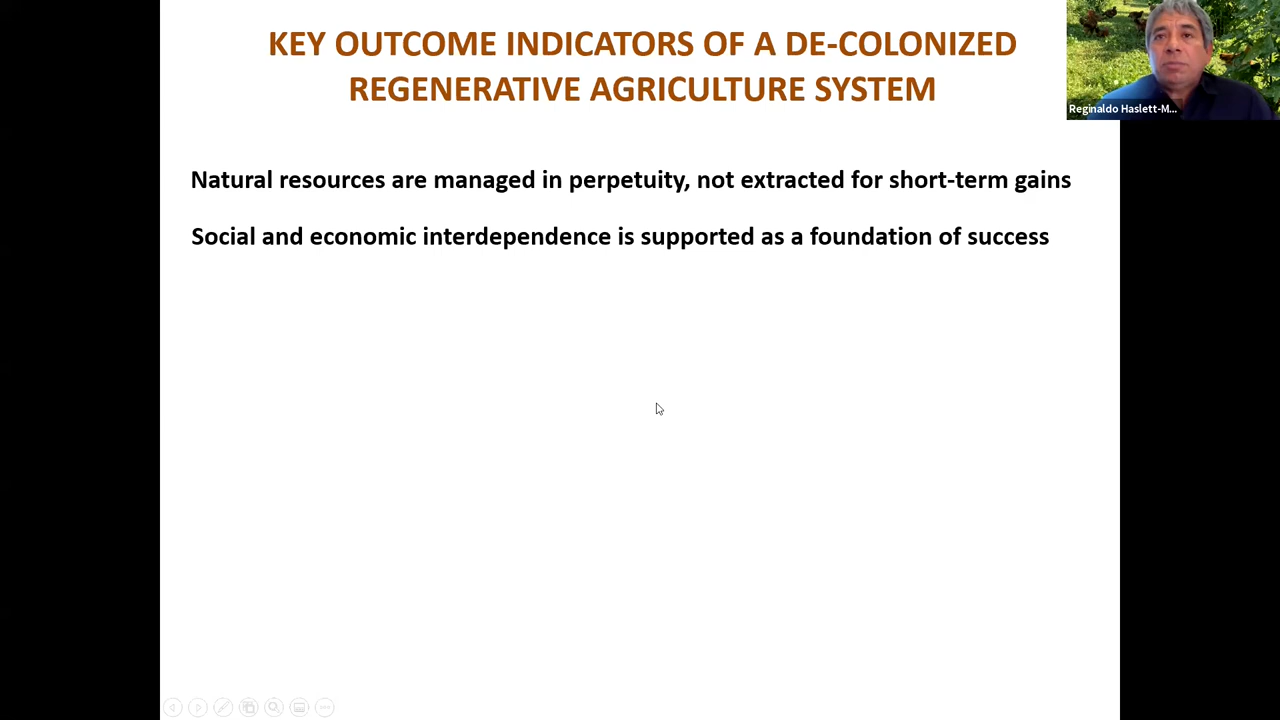 KEY OUTCOME INDICATORS OF A DE-COLONIZED
REGENERATIVE AGRICULTURE SYSTEM
Reginaldo Haslett-M...
Natural resources are managed in perpetuity, not extracted for short-term gains
Social and economic interdependence is supported as a foundation of success